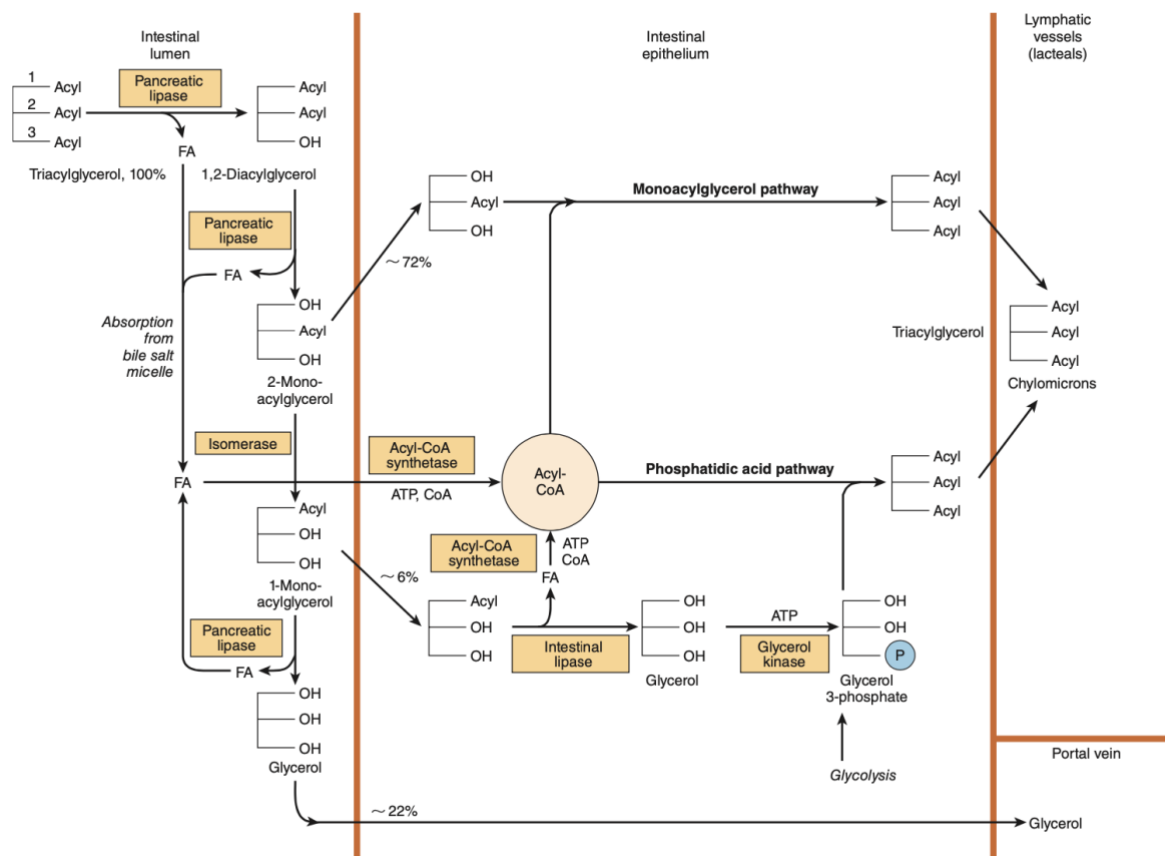 Intestinal
lumen
Intestinal
epithelium
Lymphatic
vessels
(lacteals)
1
Acyl
2
Acyl
3
Acyl
Pancreatic
lipase
Acyl
Acyl
OH
FA
Triacylglycerol, 100%
1,2-Diacylglycerol
Pancreatic
lipase
FA
OH
Acyl
OH
2-Mono-
acylglycerol
Absorption
from
bile salt
micelle
~72%
OH
Acyl
OH
Monoacylglycerol pathway
Acyl
Acyl
Acyl
Triacylglycerol
Acyl
Acyl
Acyl
Chylomicrons
Isomerase
FA
Acyl-CoA
synthetase
ATP, CoA
Acyl-
CoA
Phosphatidic acid pathway
Acyl
Acyl
Acyl
Acyl
OH
OH
1-Mono-
acylglycerol
~6%
Acyl-CoA
synthetase
ATP
CoA
FA
Acyl
OH
OH
Intestinal
lipase
OH
OH
OH
Glycerol
ATP
Glycerol
kinase
OH
OH
P
Glycerol
3-phosphate
Glycolysis
Pancreatic
lipase
FA
OH
OH
OH
Glycerol
~22%
Portal vein
Glycerol